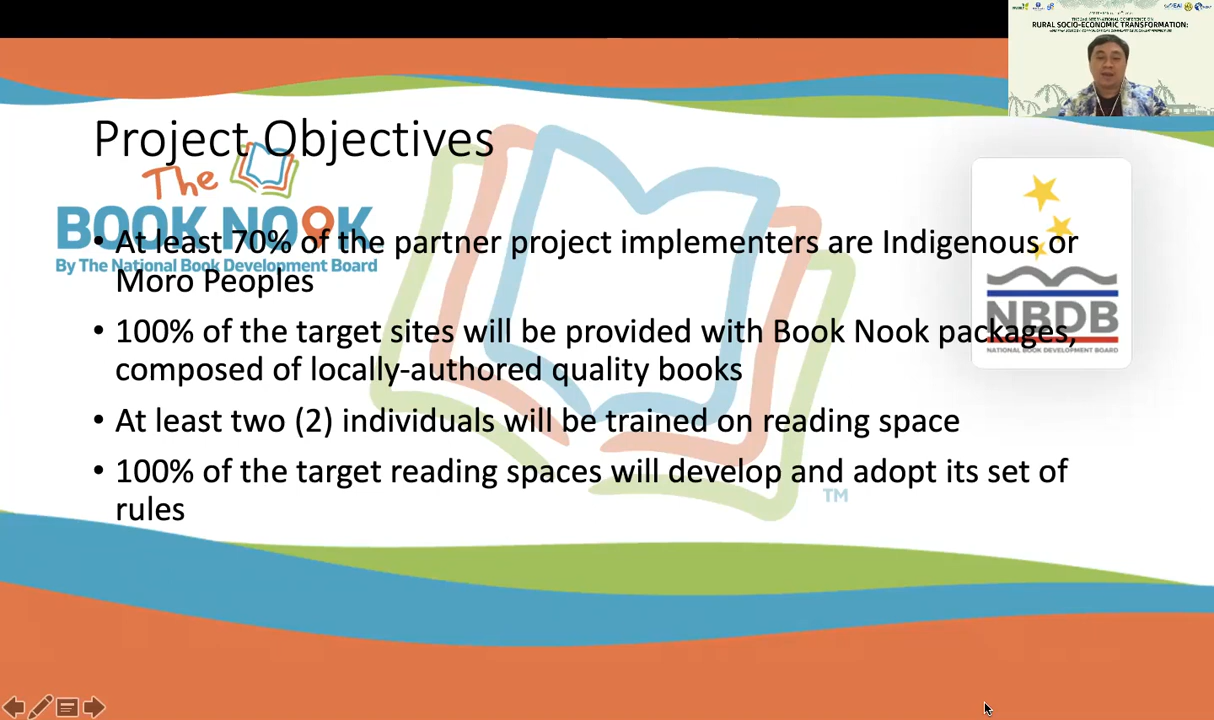 RURAL SOCIO-ECONOMIC TRANSFORMATION:
Project Objectives
The
BOOK NOOK
By The National Book Development Board
• At least 70% of the partner project implementers are Indigenous or
Moro Peoples
• 100% of the target sites will be provided with Book Nook packages,
composed of locally-authored quality books
• At least two (2) individuals will be trained on reading space
• 100% of the target reading spaces will develop and adopt its set of
rules
NBDB
NATIONAL BOOK DEVELOPMENT BOARD
TM